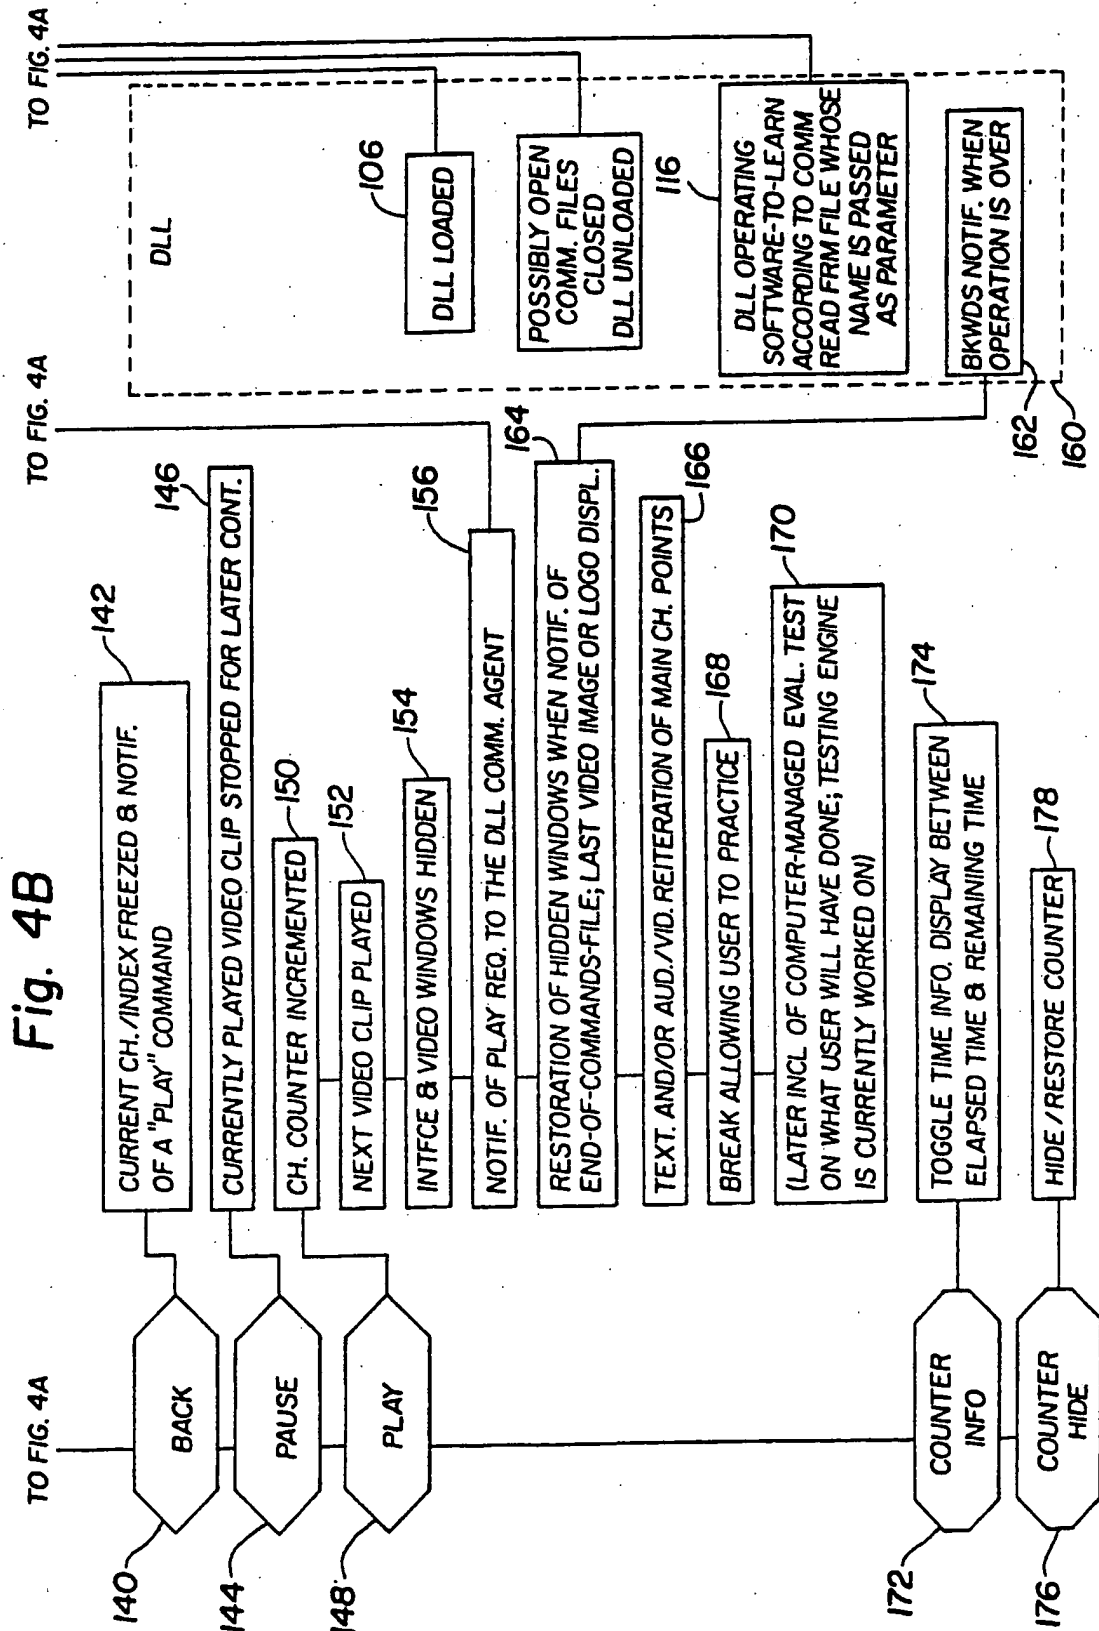 Fig. 4B
TO FIG. 4A
140
BACK
142
CURRENT CH./INDEX FREEZED & NOTIF.
OF A "PLAY" COMMAND
144
PAUSE
146
CURRENTLY PLAYED VIDEO CLIP STOPPED FOR LATER CONT.
148
PLAY
150
CH. COUNTER INCREMENTED
152
NEXT VIDEO CLIP PLAYED
154
INTFCE & VIDEO WINDOWS HIDDEN
TO FIG. 4A
156
NOTIF. OF PLAY REQ. TO THE DLL COMM. AGENT
164
RESTORATION OF HIDDEN WINDOWS WHEN NOTIF. OF
END-OF-COMMANDS-FILE; LAST VIDEO IMAGE OR LOGO DISPL.
166
TEXT. AND/OR AUD./VID. REITERATION OF MAIN CH. POINTS
168
BREAK ALLOWING USER TO PRACTICE
170
(LATER INCL. OF COMPUTER-MANAGED EVAL. TEST
ON WHAT USER WILL HAVE DONE; TESTING ENGINE
IS CURRENTLY WORKED ON)
172
COUNTER
INFO
174
TOGGLE TIME INFO. DISPLAY BETWEEN
ELAPSED TIME & REMAINING TIME
176
COUNTER
HIDE
178
HIDE/RESTORE COUNTER
TO FIG. 4A
DLL
106
DLL LOADED
POSSIBLY OPEN
COMM. FILES
CLOSED
DLL UNLOADED
116
DLL OPERATING
SOFTWARE-TO-LEARN
ACCORDING TO COMM
READ FRM FILE WHOSE
NAME IS PASSED
AS PARAMETER
BKWDS NOTIF. WHEN
OPERATION IS OVER
162
160